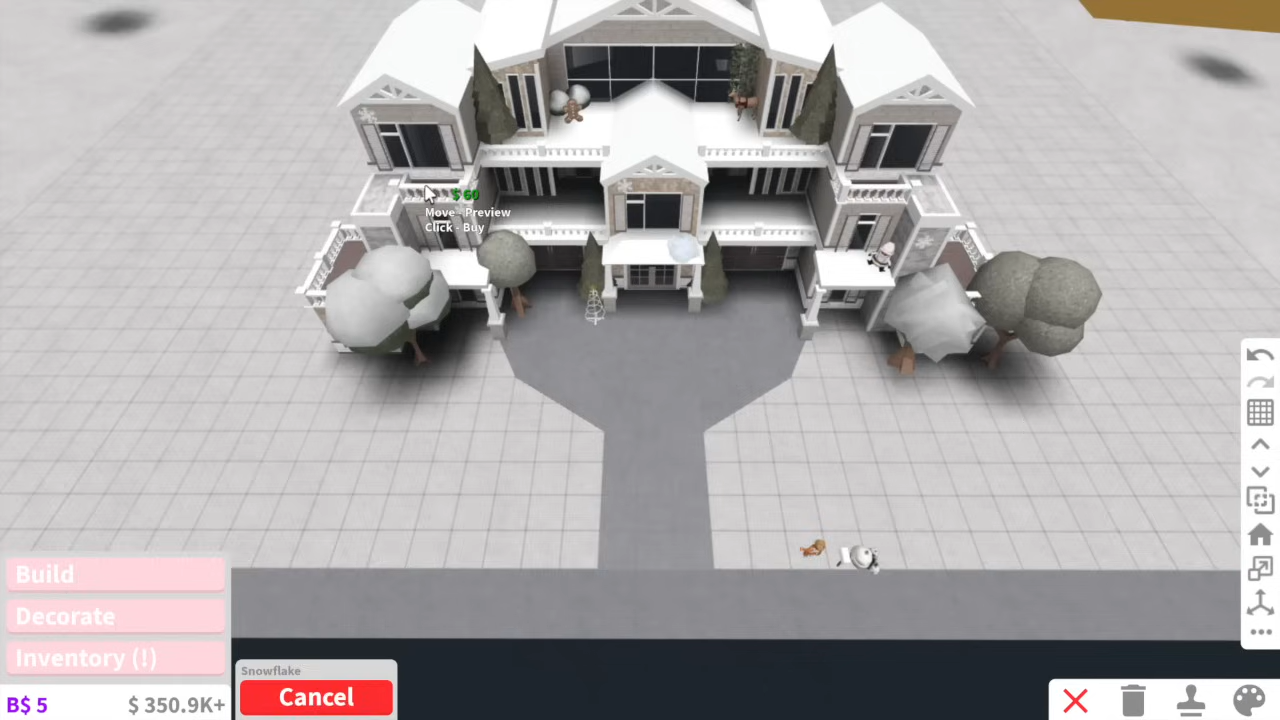 $ 60
Move - Preview
Click - Buy
Build
Decorate
Inventory (!)
B$ 5
$ 350.9K+
Snowflake
Cancel